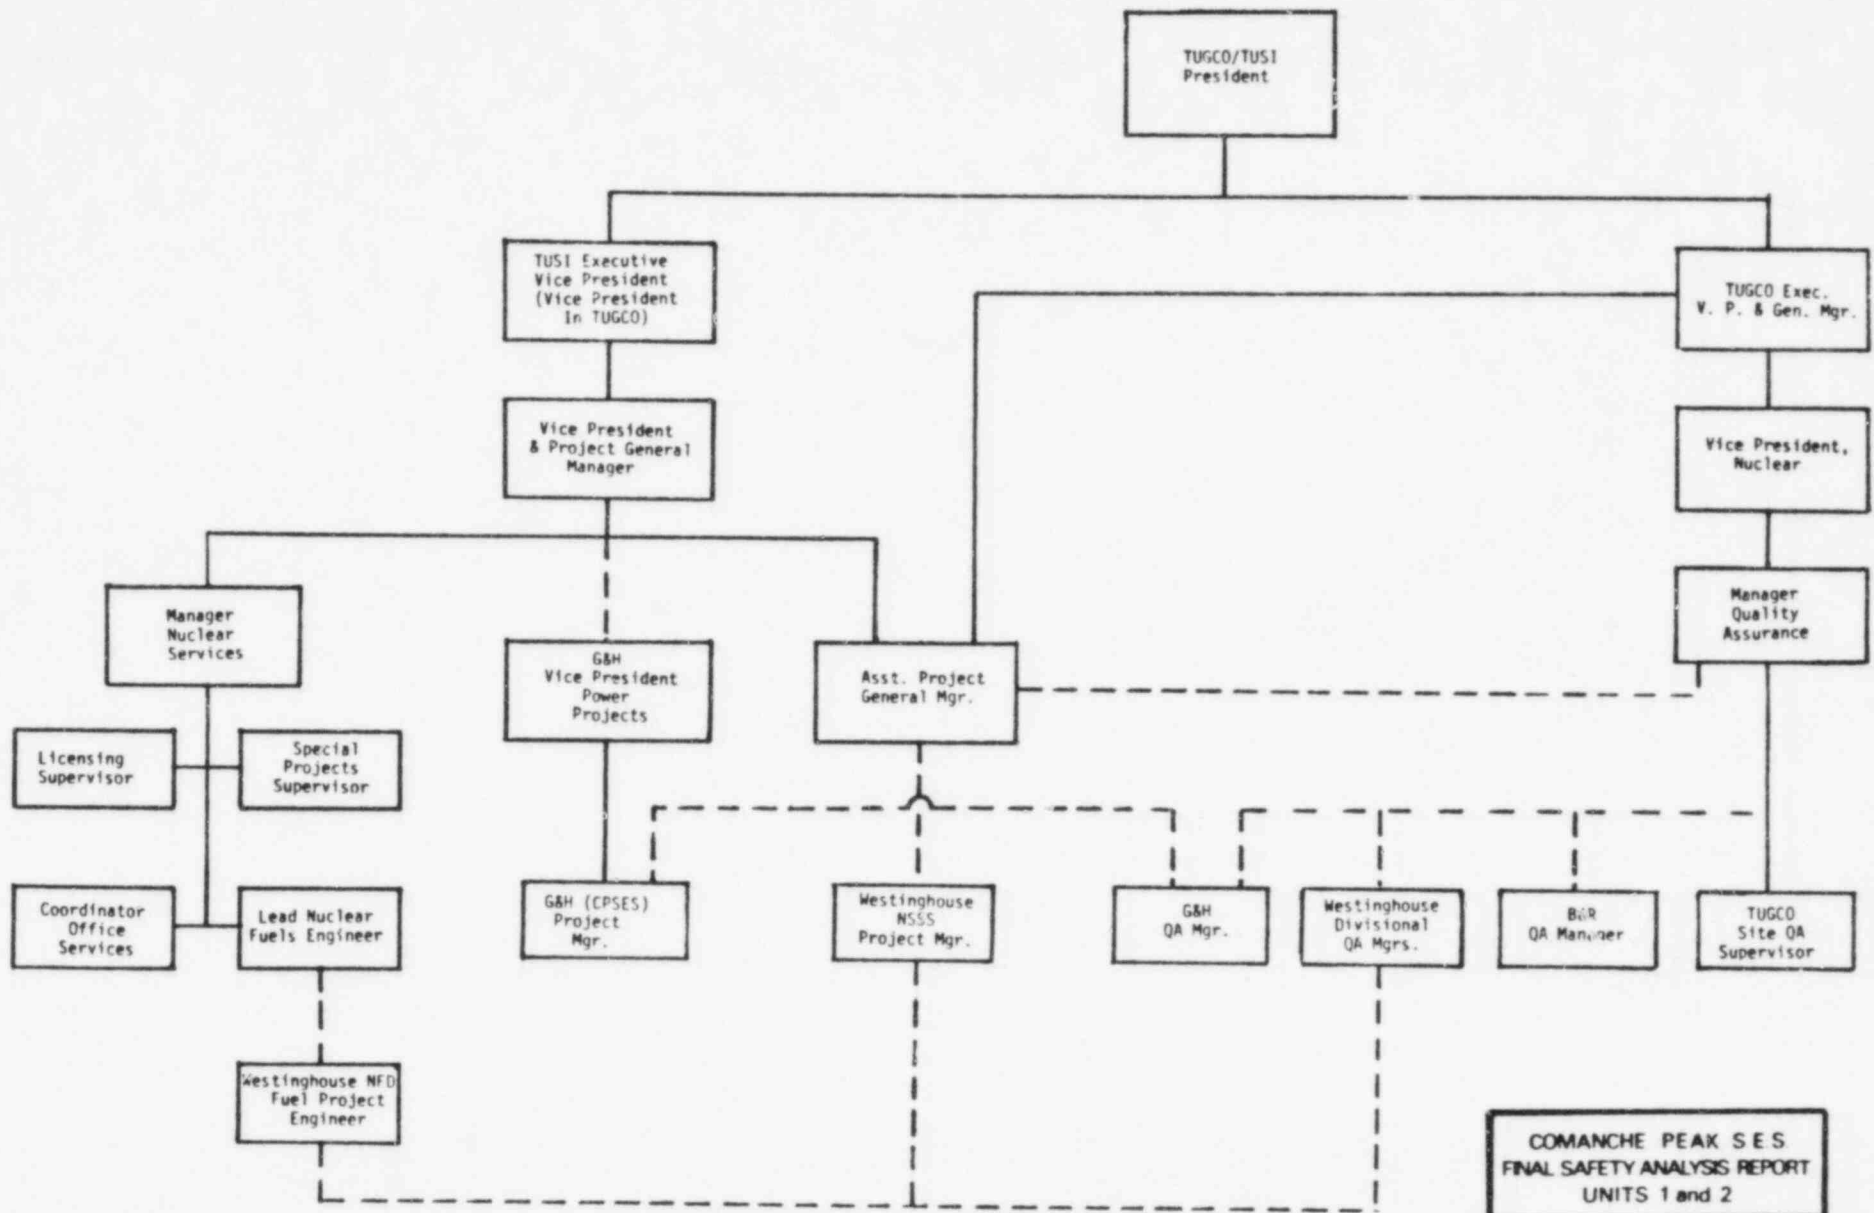 TUGCO/TUSI
President
TUSI Executive
Vice President
(Vice President
In TUGCO)
TUGCO Exec.
V. P. & Gen. Mgr.
Vice President
& Project General
Manager
Vice President,
Nuclear
Manager
Nuclear
Services
G&H
Vice President
Power
Projects
Asst. Project
General Mgr.
Manager
Quality
Assurance
Licensing
Supervisor
Special
Projects
Supervisor
Coordinator
Office
Services
Lead Nuclear
Fuels Engineer
G&H (CPSES)
Project
Mgr.
Westinghouse
NSSS
Project Mgr.
G&H
QA Mgr.
Westinghouse
Divisional
QA Mgrs.
B&R
QA Manager
TUGCO
Site QA
Supervisor
Westinghouse NFD
Fuel Project
Engineer
COMANCHE PEAK S E S
FINAL SAFETY ANALYSIS REPORT
UNITS 1 and 2